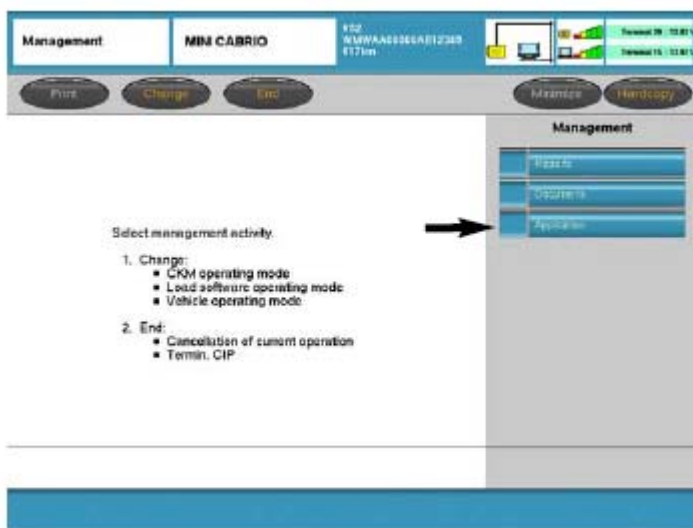 Management
MINI CABRIO
Print
Change
End
Minimize
Hardcopy
Management
Reports
Documents
Application
Select management activity.
1. Change:
■ CKM operating mode
■ Load software operating mode
■ Vehicle operating mode
2. End:
■ Cancellation of current operation
■ Termin. CIP